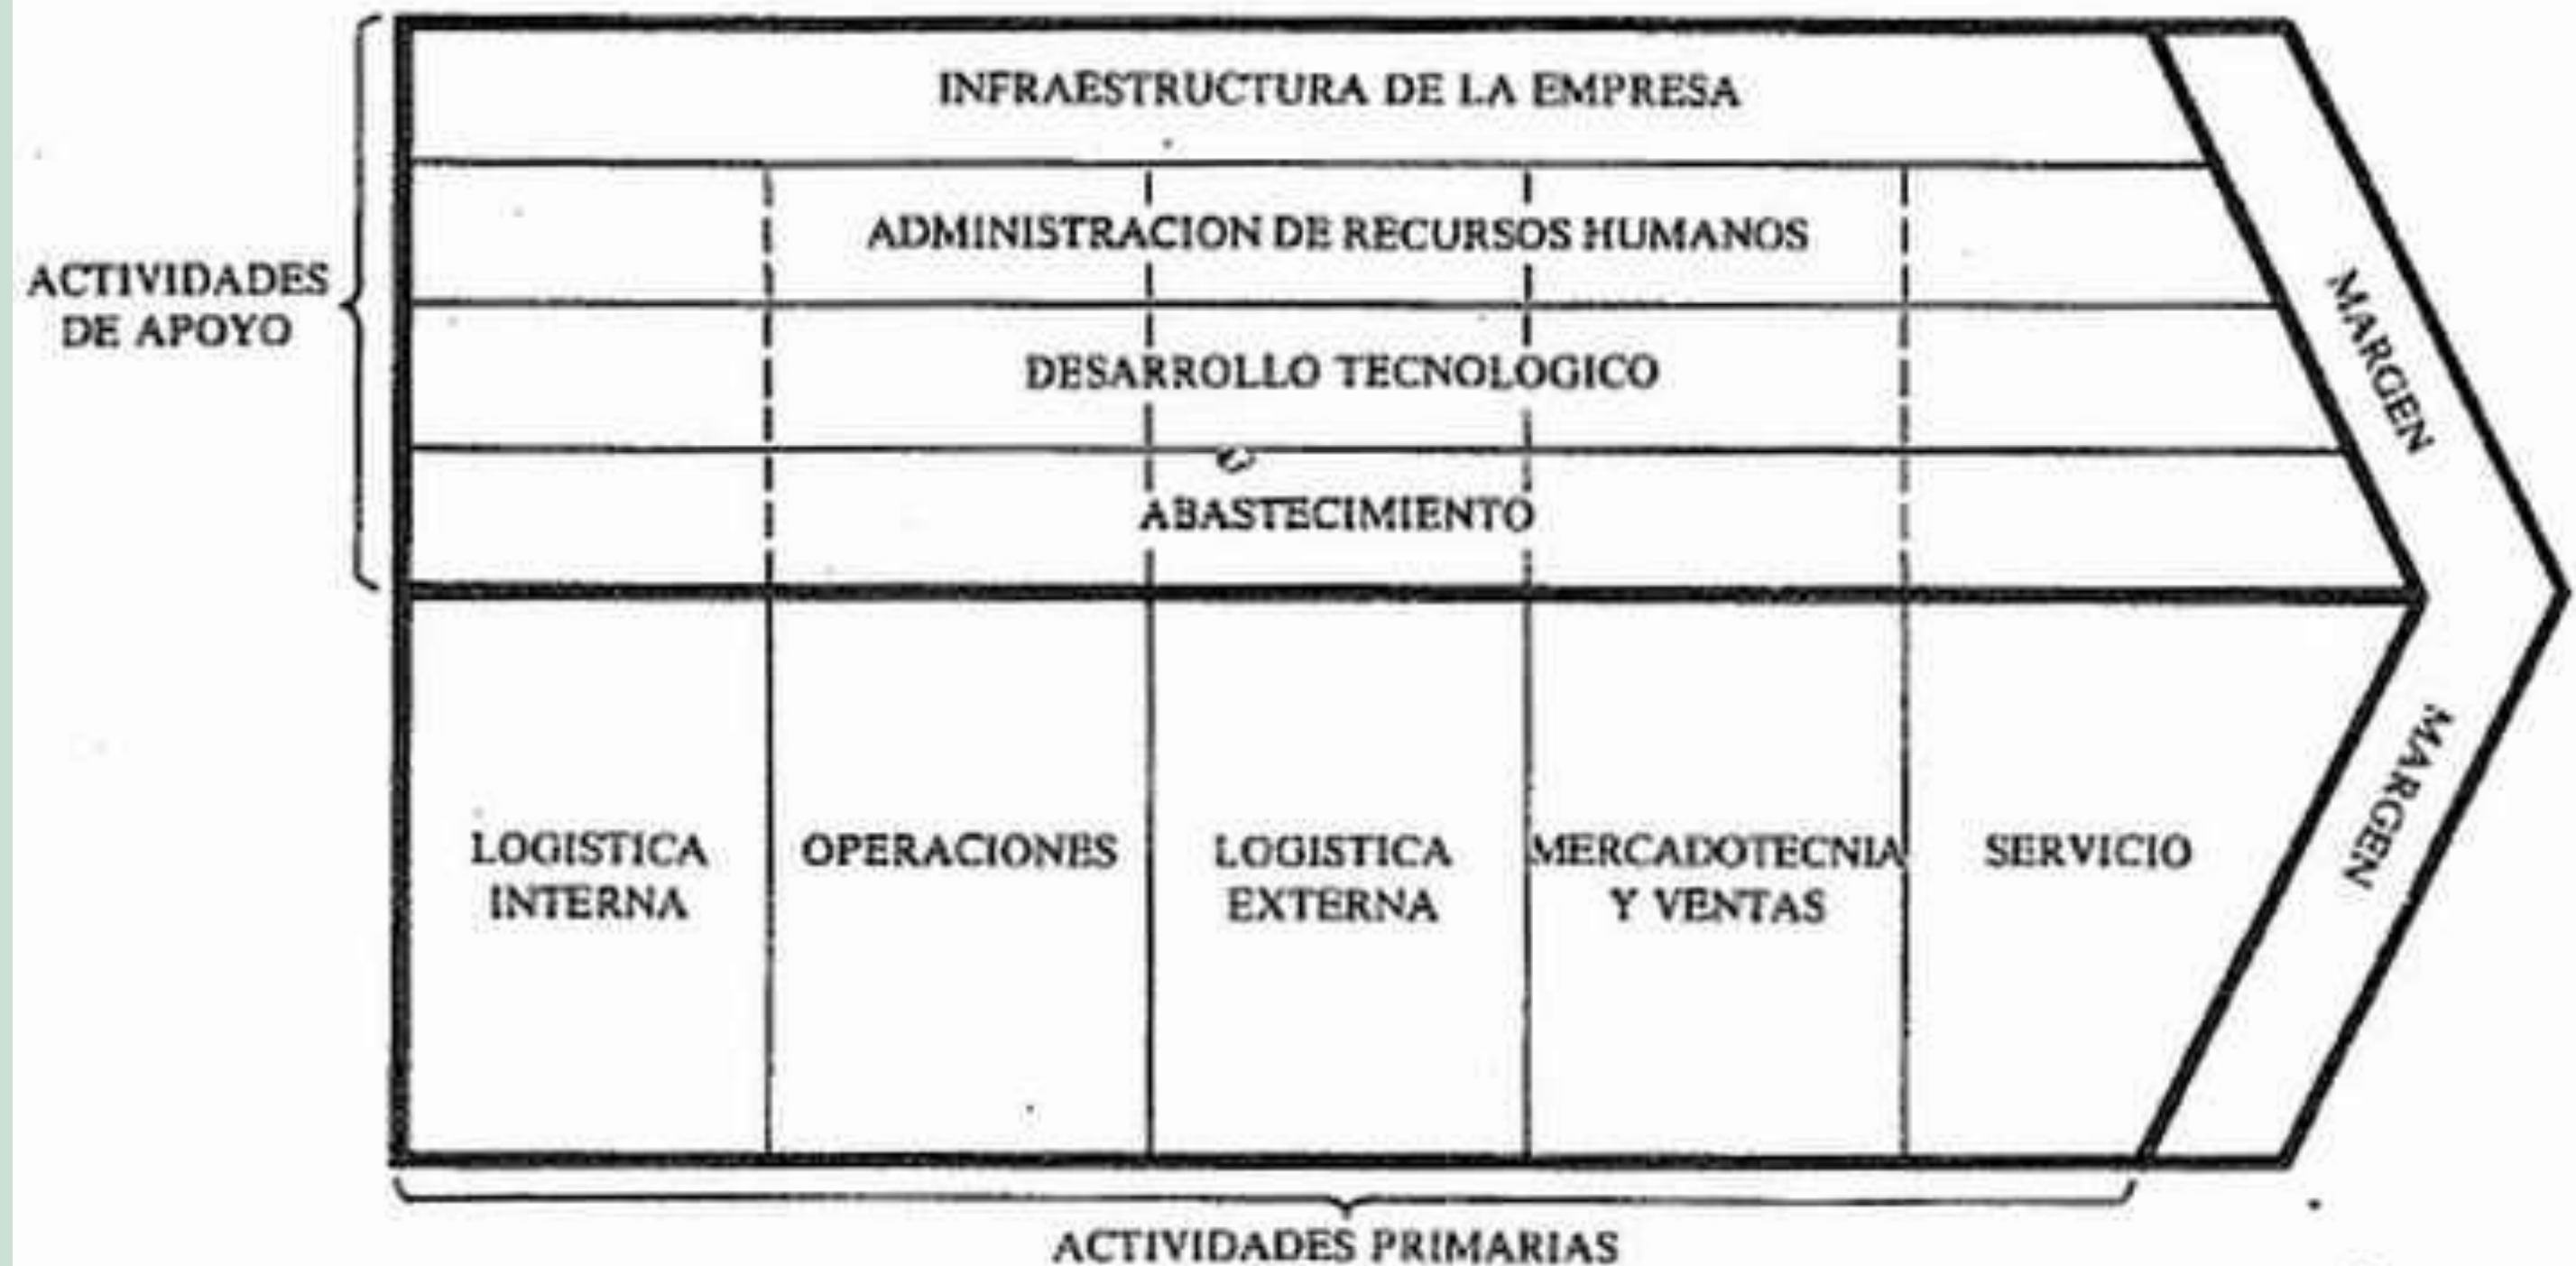 INFRAESTRUCTURA DE LA EMPRESA
ADMINISTRACION DE RECURSOS HUMANOS
ACTIVIDADES
DE APOYO
DESARROLLO TECNOLOGICO
ABASTECIMIENTO
MARGEN
LOGISTICA
INTERNA
OPERACIONES
LOGISTICA
EXTERNA
MERCADOTECNIA
Y VENTAS
SERVICIO
MARGEN
ACTIVIDADES PRIMARIAS